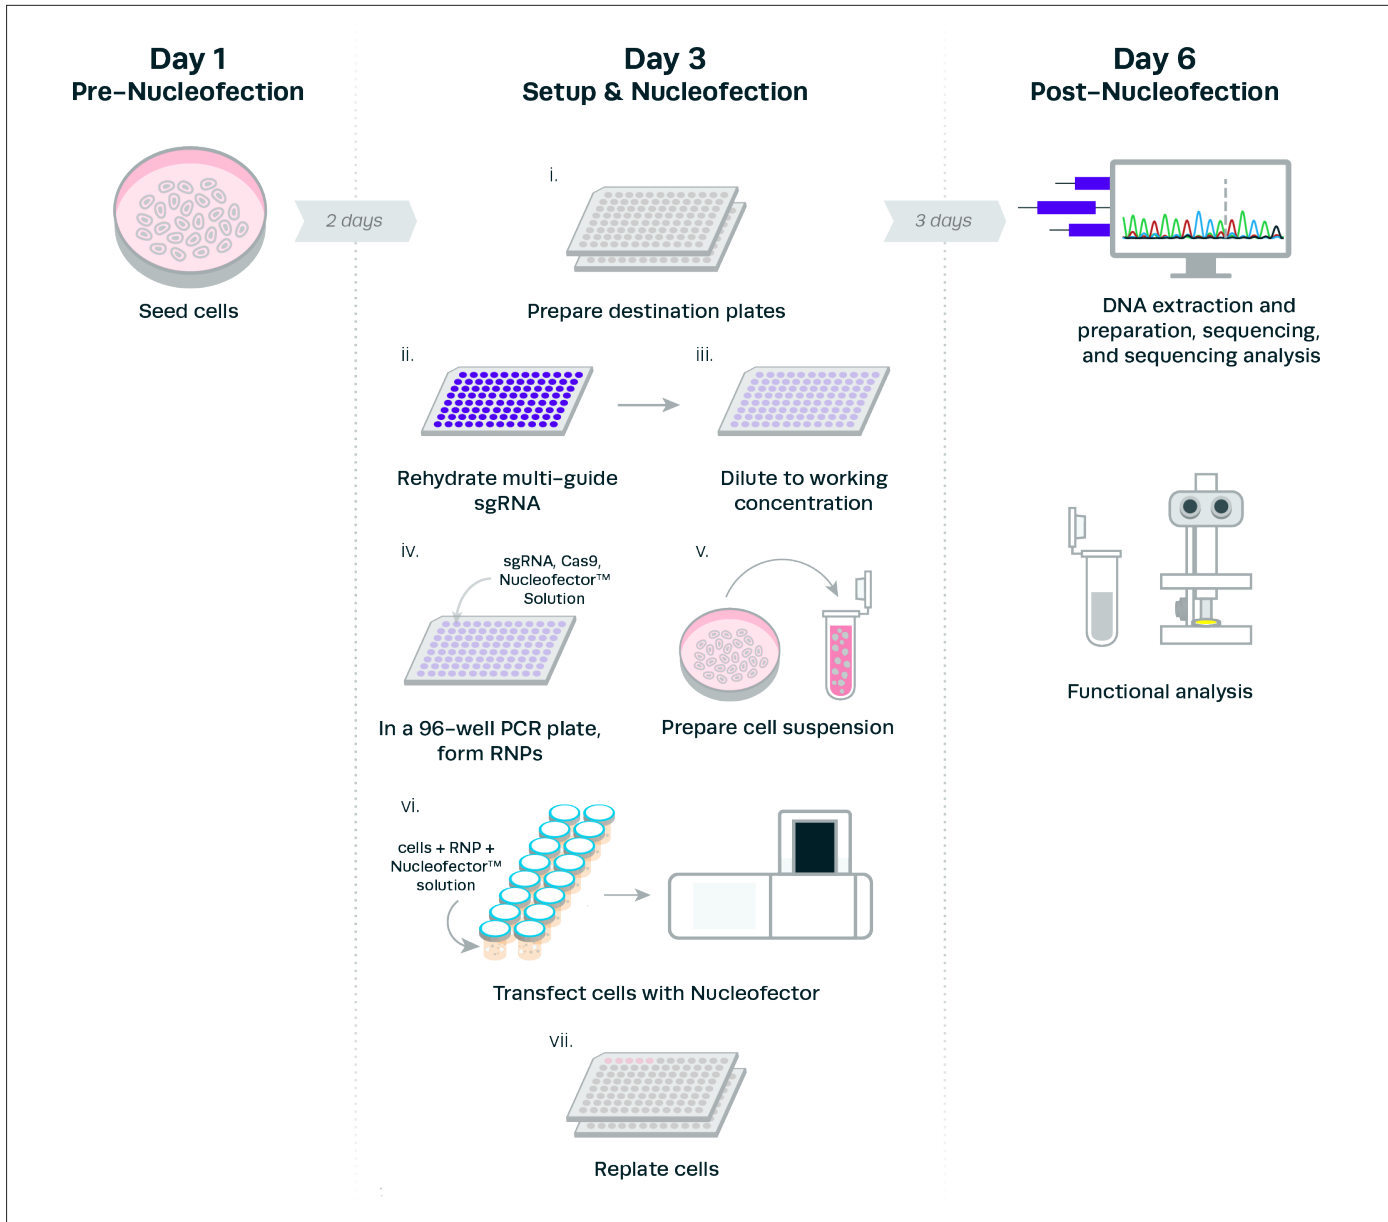 Day 1
Pre-Nucleofection
Seed cells
2 days
Day 3
Setup & Nucleofection
i.
Prepare destination plates
ii.
Rehydrate multi-guide
sgRNA
iii.
Dilute to working
concentration
iv.
sgRNA, Cas9,
Nucleofector™
Solution
In a 96-well PCR plate,
form RNPs
v.
Prepare cell suspension
vi.
cells + RNP +
Nucleofector™
solution
Transfect cells with Nucleofector
vii.
Replate cells
3 days
Day 6
Post-Nucleofection
DNA extraction and
preparation, sequencing,
and sequencing analysis
Functional analysis